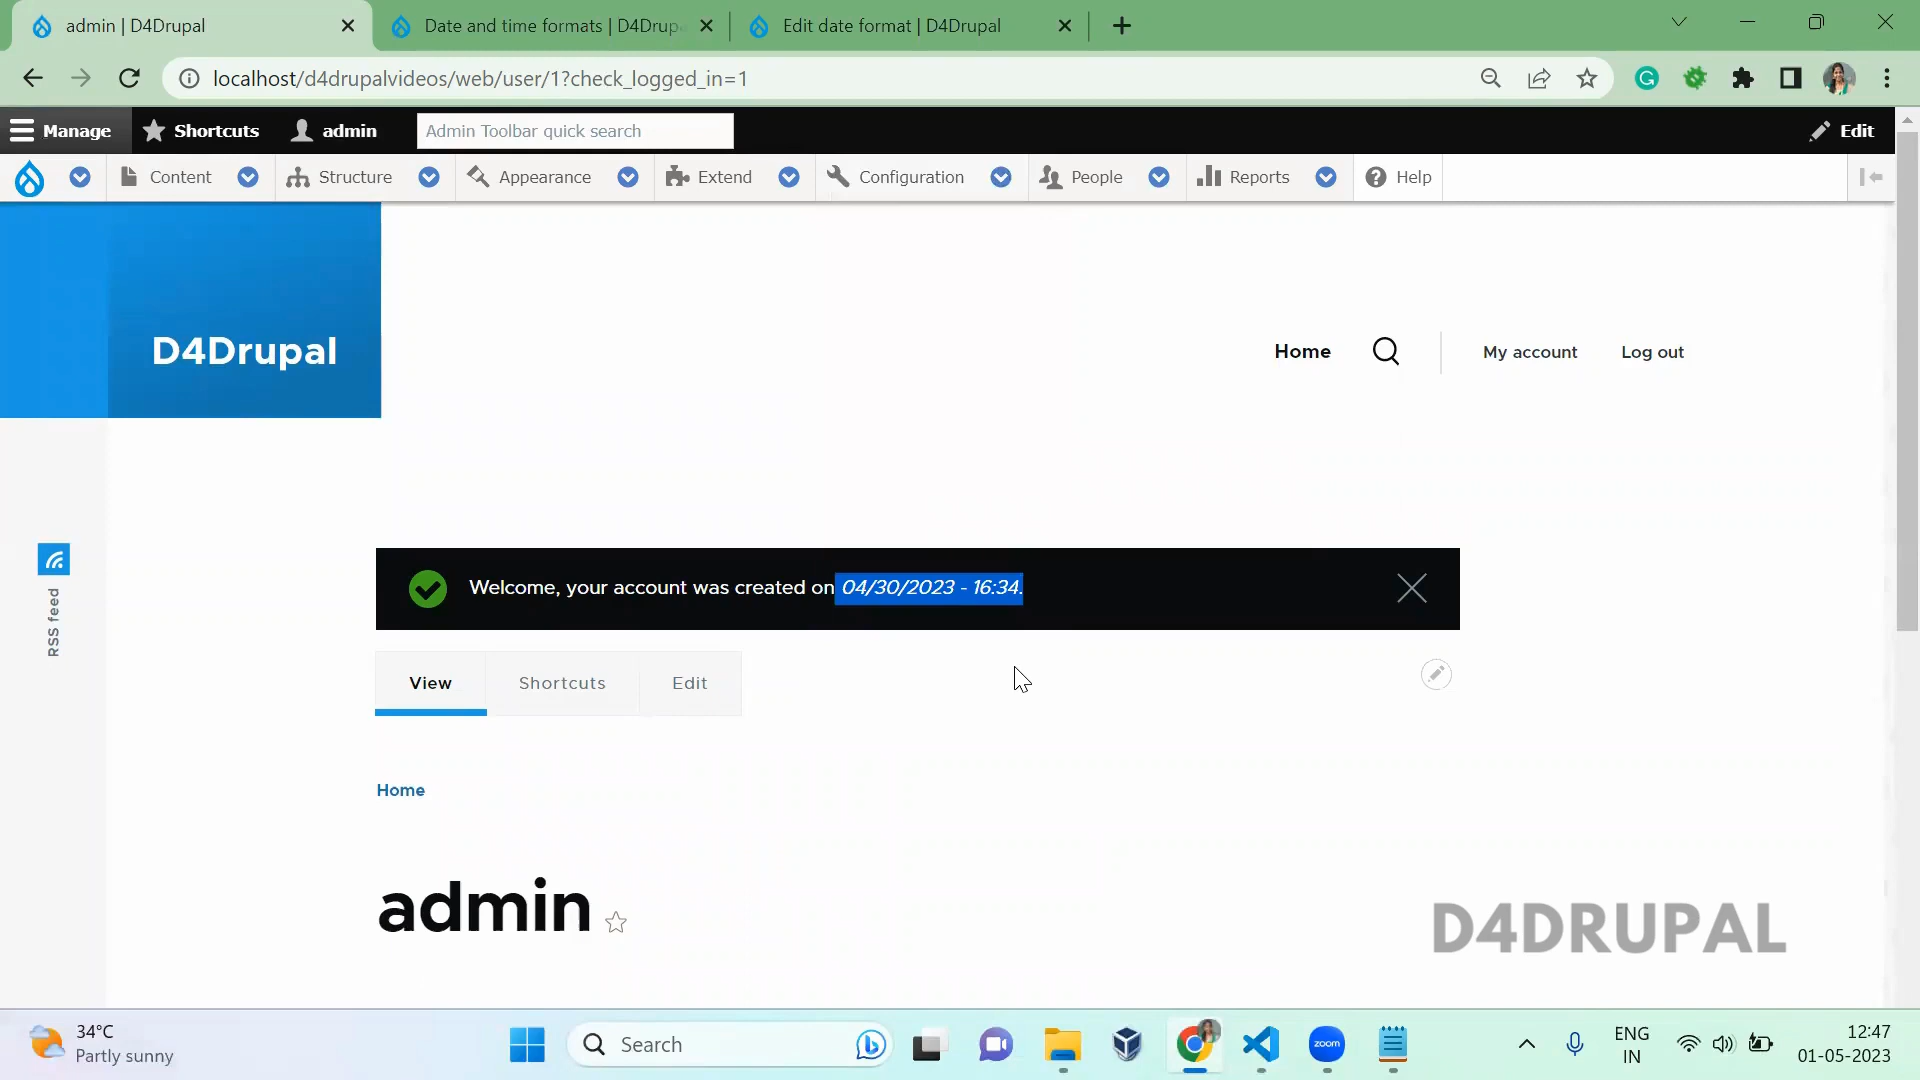 admin | D4Drupal
Date and time formats | D4Drup
Edit date format | D4Drupal
localhost/d4drupalvideos/web/user/1?check_logged_in=1
Manage
Shortcuts
admin
Admin Toolbar quick search
Edit
Content
Structure
Appearance
Extend
Configuration
People
Reports
Help
D4Drupal
Home
My account
Log out
RSS feed
Welcome, your account was created on 04/30/2023 - 16:34.
View
Shortcuts
Edit
Home
admin
D4DRUPAL
34°C
Partly sunny
Search
zoom
ENG
IN
12:47
01-05-2023